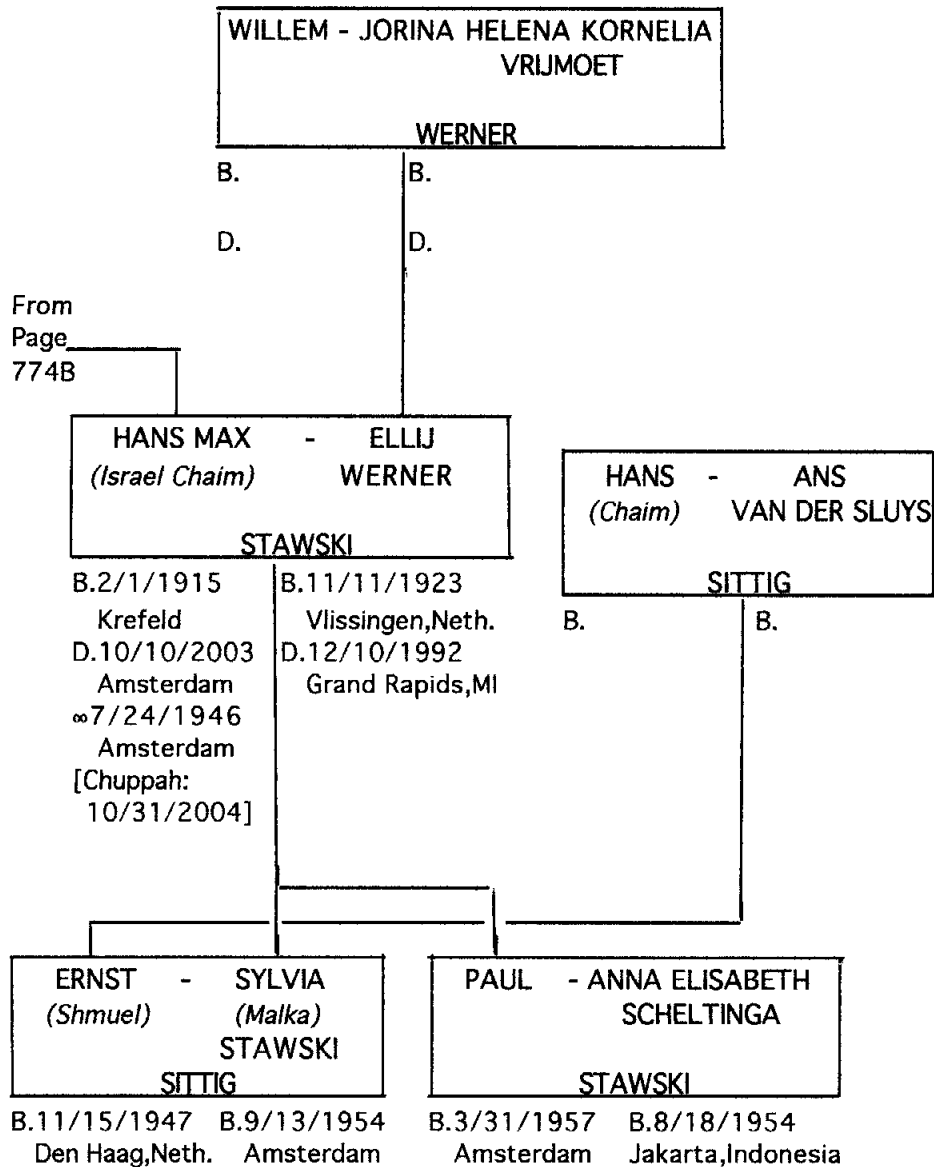 WILLEM - JORINA HELENA KORNELIA
VRIJMOET
WERNER
B. B.
D. D.
From
Page
774B
HANS MAX - ELLIJ
(Israel Chaim) WERNER
STAWSKI
B.2/1/1915 B.11/11/1923
Krefeld Vlissingen,Neth.
D.10/10/2003 D.12/10/1992
Amsterdam Grand Rapids,MI
∞7/24/1946
Amsterdam
[Chuppah:
10/31/2004]
HANS - ANS
(Chaim) VAN DER SLUYS
SITTIG
B. B.
ERNST - SYLVIA
(Shmuel) (Malka)
STAWSKI
SITTIG
B.11/15/1947 B.9/13/1954
Den Haag,Neth. Amsterdam
PAUL - ANNA ELISABETH
SCHELTINGA
STAWSKI
B.3/31/1957 B.8/18/1954
Amsterdam Jakarta,Indonesia